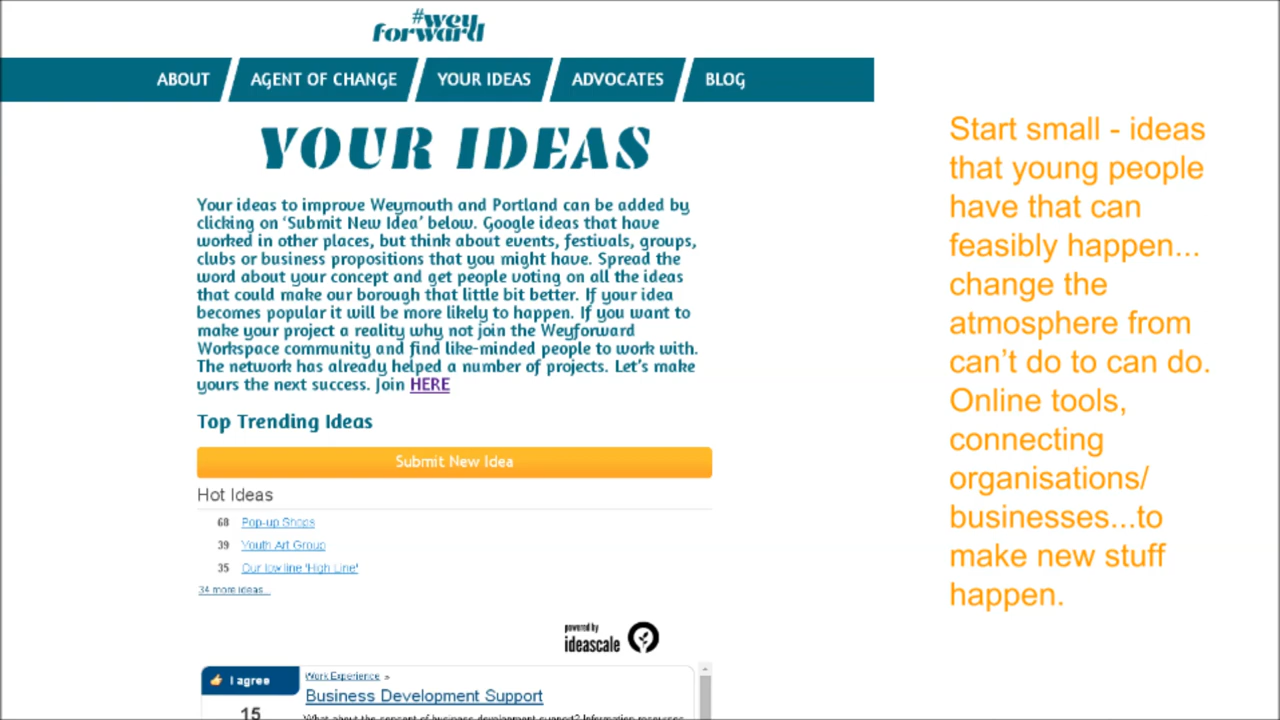 #wey
forward
ABOUT
AGENT OF CHANGE
YOUR IDEAS
ADVOCATES
BLOG
YOUR IDEAS
Your ideas to improve Weymouth and Portland can be added by
clicking on ‘Submit New Idea’ below. Google ideas that have
worked in other places, but think about events, festivals, groups,
clubs or business propositions that you might have. Spread the
word about your concept and get people voting on all the ideas
that could make our borough that little bit better. If your idea
becomes popular it will be more likely to happen. If you want to
make your project a reality why not join the Weyforward
Workspace community and find like-minded people to work with.
The network has already helped a number of projects. Let’s make
yours the next success. Join HERE
Top Trending Ideas
Submit New Idea
Hot Ideas
68 Pop-up Shops
39 Youth Art Group
35 Our low line 'High Line'
34 more ideas...
powered by
ideascale
I agree
15
Work Experience »
Business Development Support
What about the concept of business development support? Information resources
Start small - ideas
that young people
have that can
feasibly happen...
change the
atmosphere from
can’t do to can do.
Online tools,
connecting
organisations/
businesses...to
make new stuff
happen.